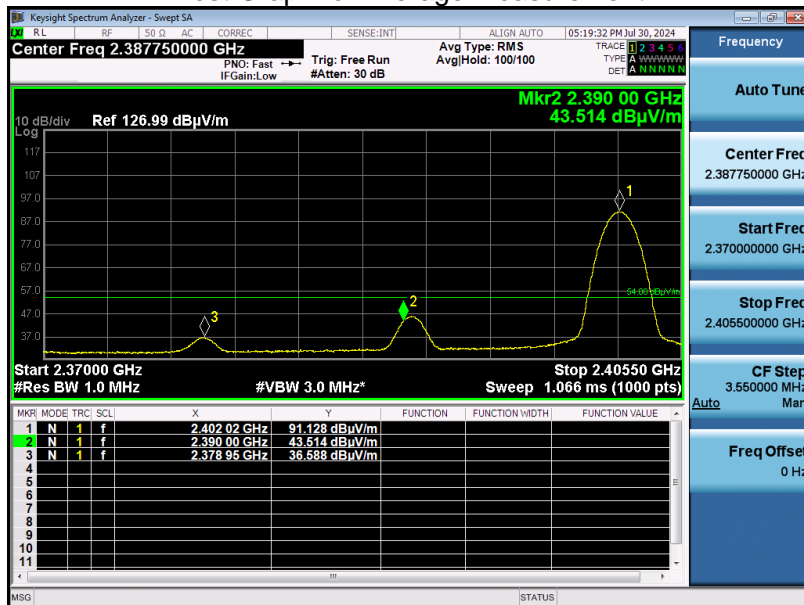 Keysight Spectrum Analyzer - Swept SA
LXI RL RF 50 Ω AC CORREC SENSE:INT ALIGN AUTO 05:19:32 PM Jul 30, 2024
Center Freq 2.387750000 GHz
PNO: Fast
IFGain:Low
Trig: Free Run
#Atten: 30 dB
Avg Type: RMS
Avg|Hold: 100/100
TRACE 1 2 3 4 5 6
TYPE A WWWWW
DET A N N N N N
Mkr2 2.390 00 GHz
43.514 dBµV/m
10 dB/div Ref 126.99 dBµV/m
Log
117
107
97.0
87.0
77.0
67.0
57.0
47.0
37.0
1
2
3
54.00 dBµV/m
Start 2.37000 GHz Stop 2.40550 GHz
#Res BW 1.0 MHz #VBW 3.0 MHz* Sweep 1.066 ms (1000 pts)
MKR MODE TRC SCL X Y FUNCTION FUNCTION WIDTH FUNCTION VALUE
1 N 1 f 2.402 02 GHz 91.128 dBµV/m
2 N 1 f 2.390 00 GHz 43.514 dBµV/m
3 N 1 f 2.378 95 GHz 36.588 dBµV/m
4
5
6
7
8
9
10
11
MSG STATUS
Frequency
Auto Tune
Center Freq
2.387750000 GHz
Start Freq
2.370000000 GHz
Stop Freq
2.405500000 GHz
CF Step
3.550000 MHz
Auto Man
Freq Offset
0 Hz